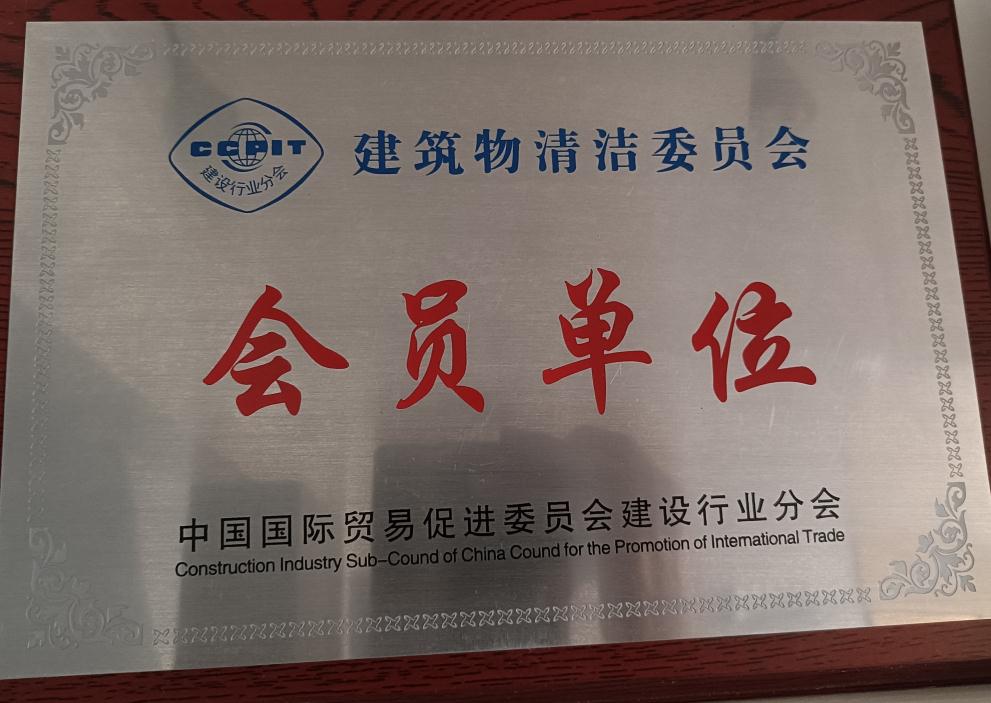 CCPIT
建设行业分会
建筑物清洁委员会
会员单位
中国国际贸易促进委员会建设行业分会
Construction Industry Sub-Cound of China Cound for the Promotion of International Trade